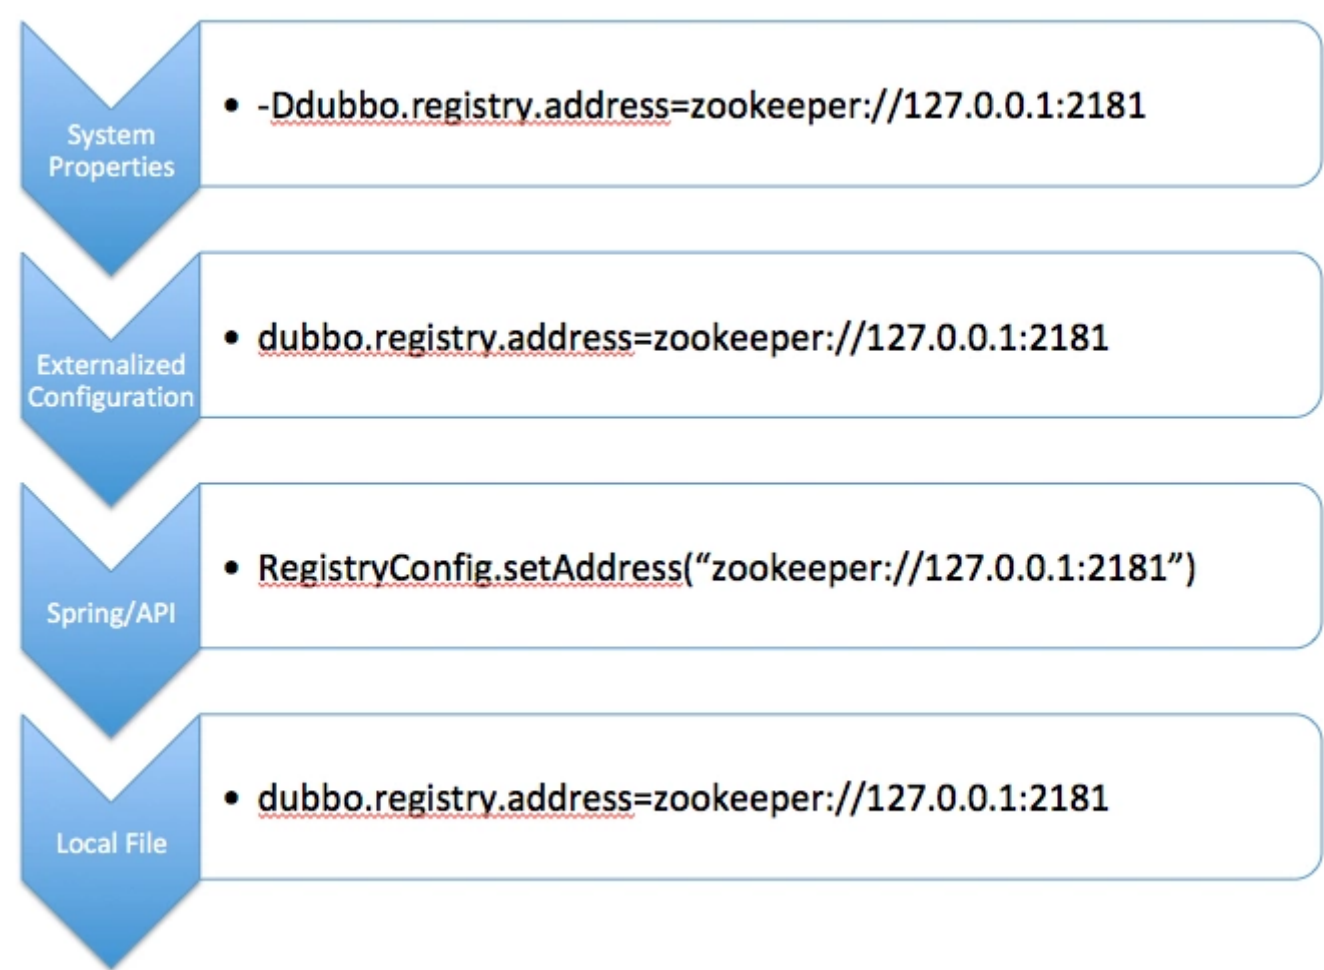 System
Properties
• -Ddubbo.registry.address=zookeeper://127.0.0.1:2181
Externalized
Configuration
• dubbo.registry.address=zookeeper://127.0.0.1:2181
Spring/API
• RegistryConfig.setAddress(“zookeeper://127.0.0.1:2181”)
Local File
• dubbo.registry.address=zookeeper://127.0.0.1:2181